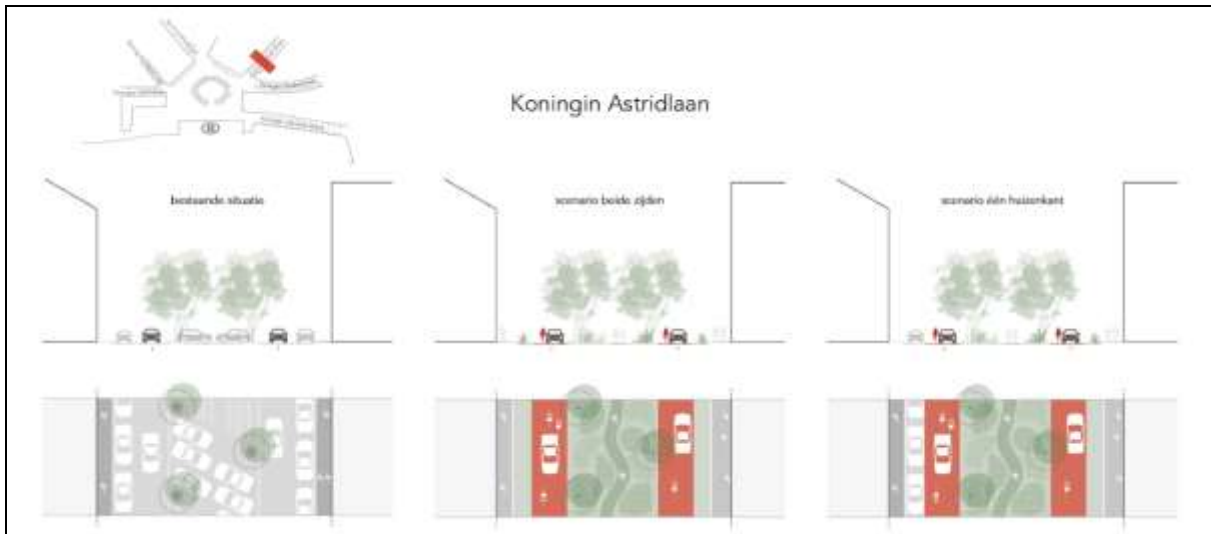 Koningin Astridlaan
bestaande situatie
scenario beide zijden
scenario één huizenkant